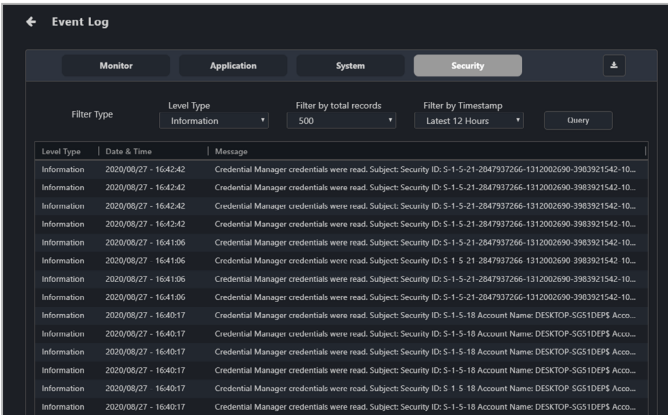 Event Log
Monitor Application System Security
Level Type Filter by total records Filter by Timestamp
Filter Type Information 500 Latest 12 Hours Query
Level Type Date & Time Message
Information 2020/08/27 - 16:42:42 Credential Manager credentials were read. Subject: Security ID: S-1-5-21-2847937266-1312002690-3983921542-10...
Information 2020/08/27 - 16:42:42 Credential Manager credentials were read. Subject: Security ID: S-1-5-21-2847937266-1312002690-3983921542-10...
Information 2020/08/27 - 16:42:42 Credential Manager credentials were read. Subject: Security ID: S-1-5-21-2847937266-1312002690-3983921542-10...
Information 2020/08/27 - 16:42:42 Credential Manager credentials were read. Subject: Security ID: S-1-5-21-2847937266-1312002690-3983921542-10...
Information 2020/08/27 - 16:41:06 Credential Manager credentials were read. Subject: Security ID: S-1-5-21-2847937266-1312002690-3983921542-10...
Information 2020/08/27 - 16:41:06 Credential Manager credentials were read. Subject: Security ID: S-1-5-21-2847937266-1312002690-3983921542-10...
Information 2020/08/27 - 16:41:06 Credential Manager credentials were read. Subject: Security ID: S-1-5-21-2847937266-1312002690-3983921542-10...
Information 2020/08/27 - 16:41:06 Credential Manager credentials were read. Subject: Security ID: S-1-5-21-2847937266-1312002690-3983921542-10...
Information 2020/08/27 - 16:40:17 Credential Manager credentials were read. Subject: Security ID: S-1-5-18 Account Name: DESKTOP-SG51DEP$ Acco...
Information 2020/08/27 - 16:40:17 Credential Manager credentials were read. Subject: Security ID: S-1-5-18 Account Name: DESKTOP-SG51DEP$ Acco...
Information 2020/08/27 - 16:40:17 Credential Manager credentials were read. Subject: Security ID: S-1-5-18 Account Name: DESKTOP-SG51DEP$ Acco...
Information 2020/08/27 - 16:40:17 Credential Manager credentials were read. Subject: Security ID: S-1-5-18 Account Name: DESKTOP-SG51DEP$ Acco...
Information 2020/08/27 - 16:40:17 Credential Manager credentials were read. Subject: Security ID: S-1-5-18 Account Name: DESKTOP-SG51DEP$ Acco...
Information 2020/08/27 - 16:40:17 Credential Manager credentials were read. Subject: Security ID: S-1-5-18 Account Name: DESKTOP-SG51DEP$ Acco...